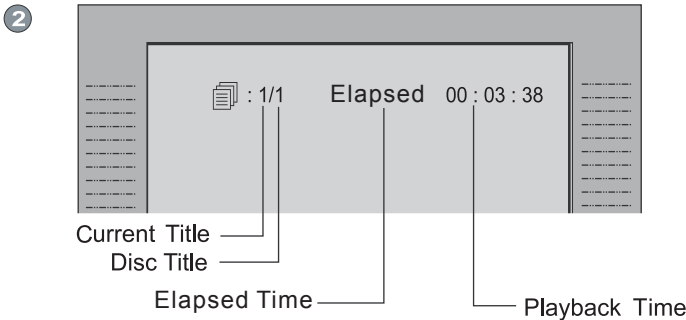 2
: 1/1 Elapsed 00 : 03 : 38
Current Title
Disc Title
Elapsed Time
Playback Time